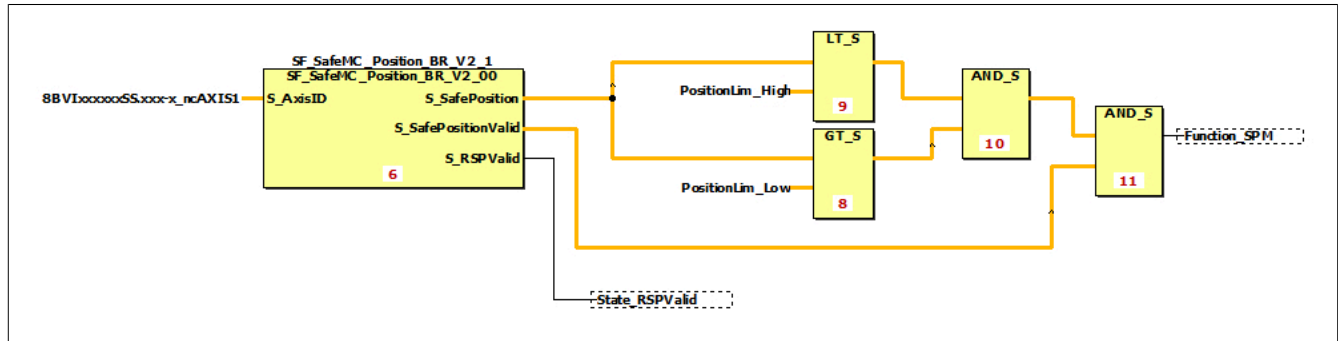 SF_SafeMC_Position_BR_V2_1
SF_SafeMC_Position_BR_V2_00
8BVIxxxxxxSS.xxx-x_ncAXIS1
S_AxisID
S_SafePosition
S_SafePositionValid
S_RSPValid
6
LT_S
PositionLim_High
9
GT_S
PositionLim_Low
8
AND_S
10
AND_S
11
Function_SPM
State_RSPValid